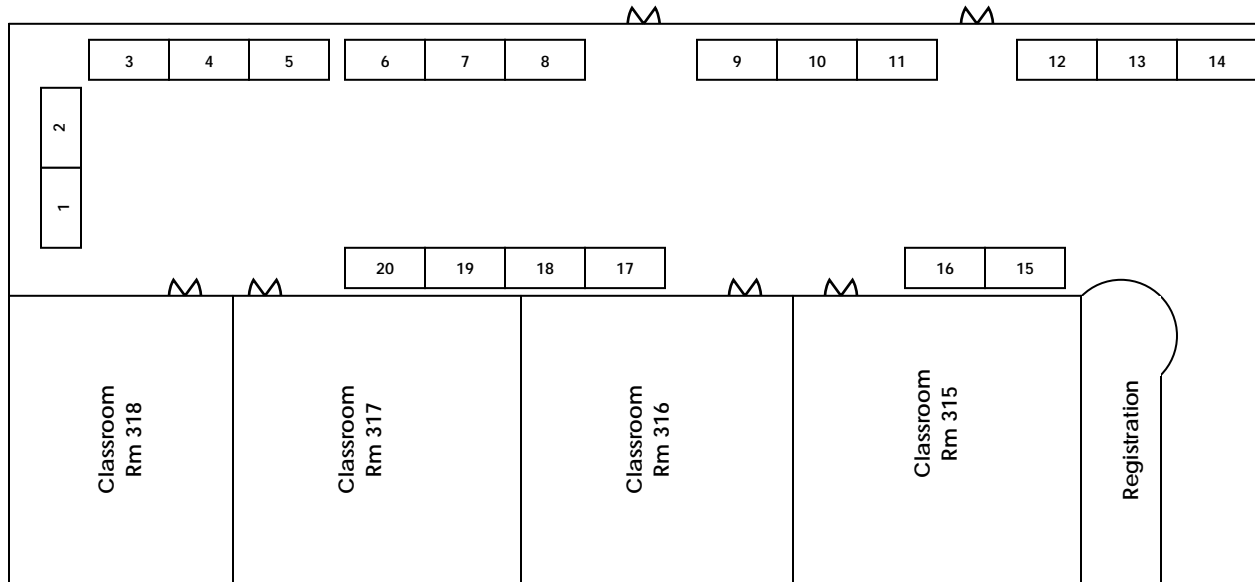 3 4 5 6 7 8 9 10 11 12 13 14
2
1
20 19 18 17 16 15
Classroom
Rm 318
Classroom
Rm 317
Classroom
Rm 316
Classroom
Rm 315
Registration